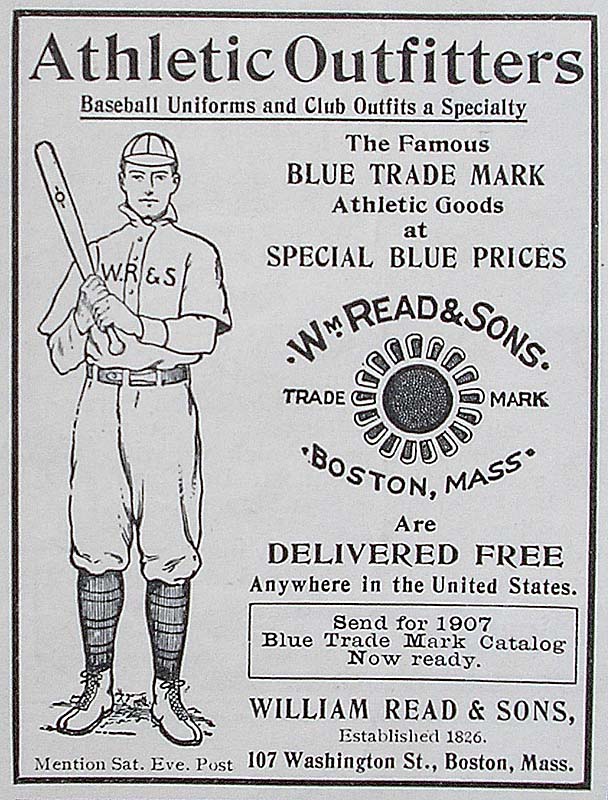 Athletic Outfitters
Baseball Uniforms and Club Outfits a Specialty
The Famous
BLUE TRADE MARK
Athletic Goods
at
SPECIAL BLUE PRICES
W.R & S
·WM READ & SONS·
TRADE MARK
·BOSTON, MASS·
Are
DELIVERED FREE
Anywhere in the United States.
Send for 1907
Blue Trade Mark Catalog
Now ready.
WILLIAM READ & SONS,
Established 1826.
107 Washington St., Boston, Mass.
Mention Sat. Eve. Post